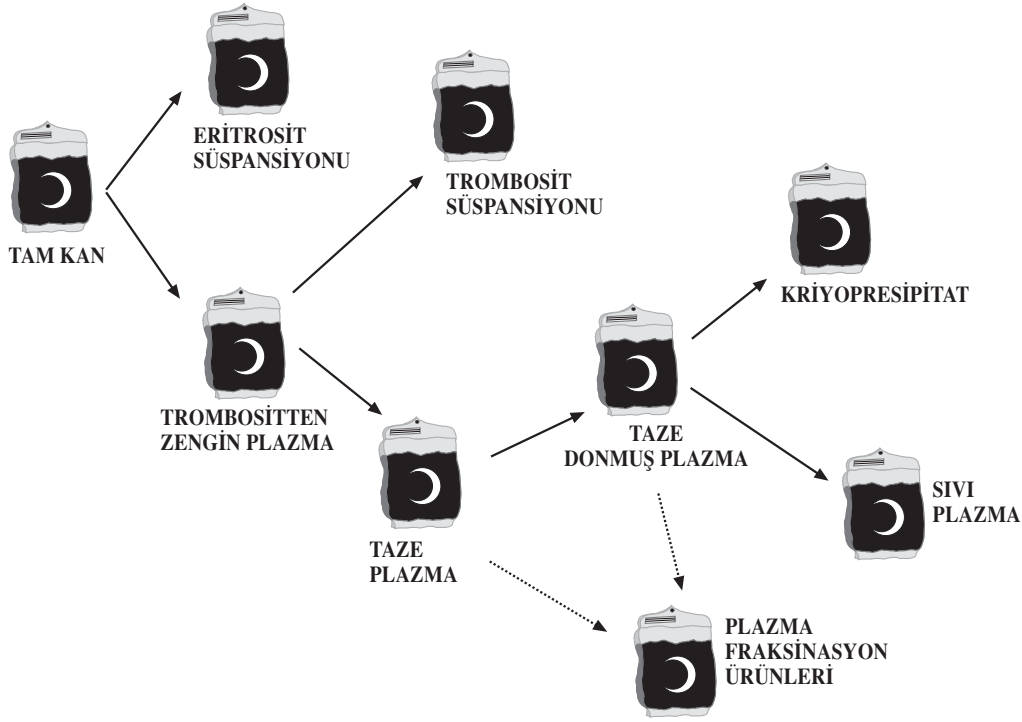 ERİTROSİT
SÜSPANSİYONU
TROMBOSİT
SÜSPANSİYONU
TAM KAN
KRİYOPRESİPİTAT
TROMBOSİTTEN
ZENGİN PLAZMA
TAZE
DONMUŞ PLAZMA
SIVI
PLAZMA
TAZE
PLAZMA
PLAZMA
FRAKSİNASYON
ÜRÜNLERİ